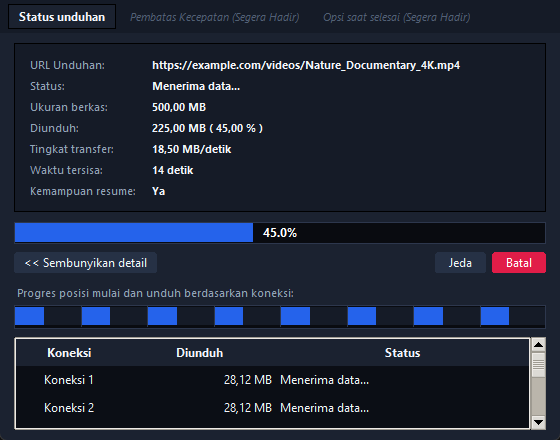 Status unduhan Pembatas Kecepatan (Segera Hadir) Opsi saat selesai (Segera Hadir)
URL Unduhan: https://example.com/videos/Nature_Documentary_4K.mp4
Status: Menerima data...
Ukuran berkas: 500,00 MB
Diunduh: 225,00 MB ( 45,00 % )
Tingkat transfer: 18,50 MB/detik
Waktu tersisa: 14 detik
Kemampuan resume: Ya
45.0%
<< Sembunyikan detail Jeda Batal
Progres posisi mulai dan unduh berdasarkan koneksi:
Koneksi Diunduh Status
Koneksi 1 28,12 MB Menerima data...
Koneksi 2 28,12 MB Menerima data...